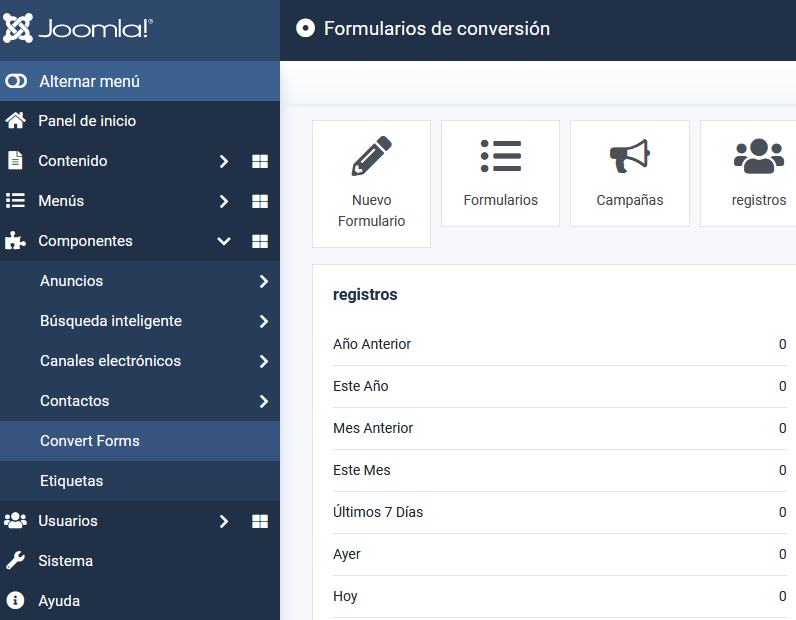 Joomla!®
Formularios de conversión
Alternar menú
Panel de inicio
Contenido
Menús
Componentes
Anuncios
Búsqueda inteligente
Canales electrónicos
Contactos
Convert Forms
Etiquetas
Usuarios
Sistema
Ayuda
Nuevo
Formulario
Formularios
Campañas
registros
registros
Año Anterior 0
Este Año 0
Mes Anterior 0
Este Mes 0
Últimos 7 Días 0
Ayer 0
Hoy 0